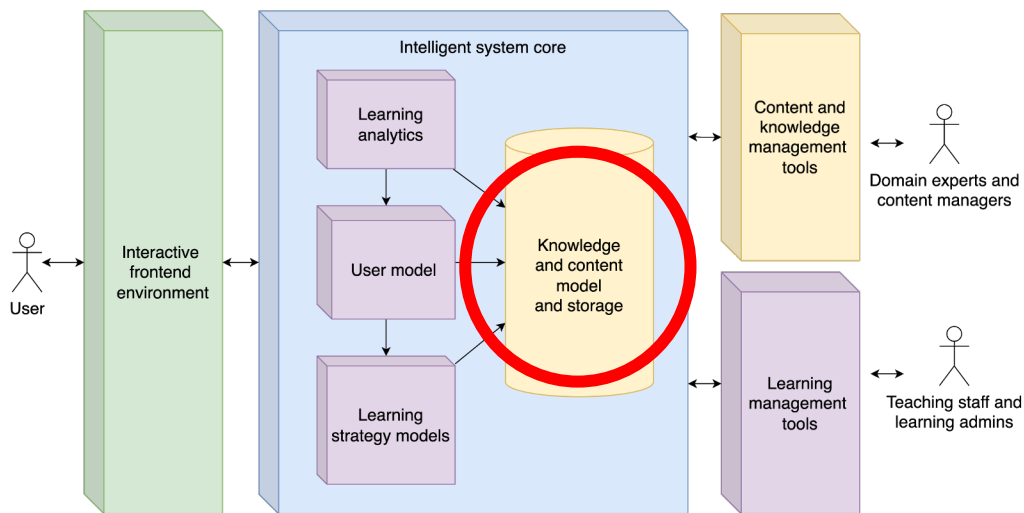 Intelligent system core
Learning
analytics
User model
Learning
strategy models
Knowledge
and content
model
and storage
Interactive
frontend
environment
User
Content and
knowledge
management
tools
Domain experts and
content managers
Learning
management
tools
Teaching staff and
learning admins